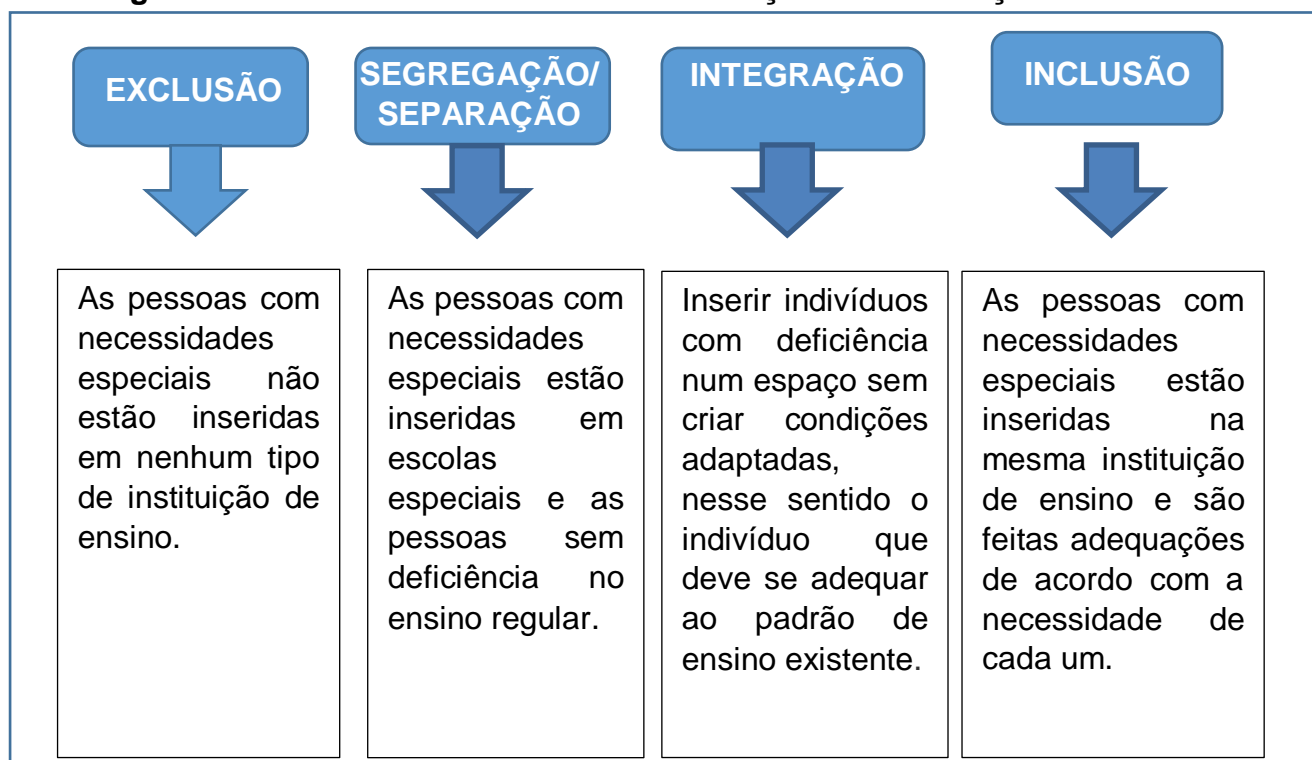 EXCLUSÃO
SEGREGAÇÃO/
SEPARAÇÃO
INTEGRAÇÃO
INCLUSÃO
As pessoas com
necessidades
especiais não
estão inseridas
em nenhum tipo
de instituição de
ensino.
As pessoas com
necessidades
especiais estão
inseridas em
escolas
especiais e as
pessoas sem
deficiência no
ensino regular.
Inserir indivíduos
com deficiência
num espaço sem
criar condições
adaptadas,
nesse sentido o
indivíduo que
deve se adequar
ao padrão de
ensino existente.
As pessoas com
necessidades
especiais estão
inseridas na
mesma instituição
de ensino e são
feitas adequações
de acordo com a
necessidade de
cada um.